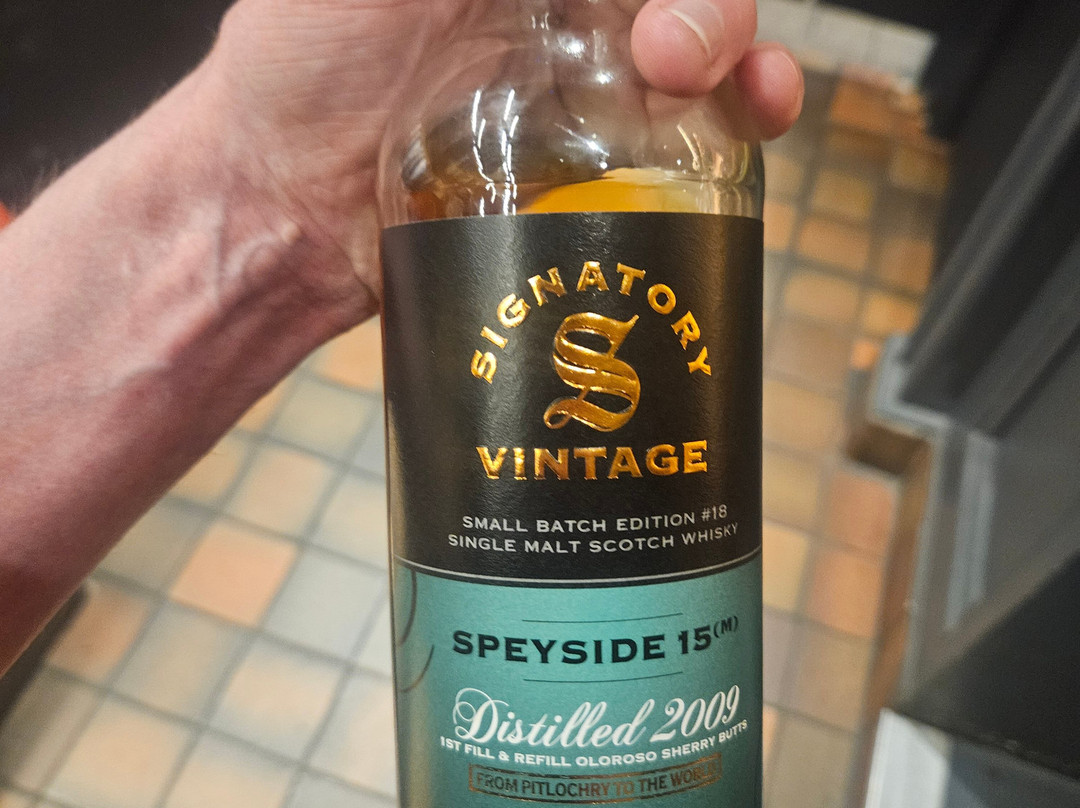 SIGNATORY
S
VINTAGE
SMALL BATCH EDITION #18
SINGLE MALT SCOTCH WHISKY
SPEYSIDE 15(M)
Distilled 2009
1ST FILL & REFILL OLOROSO SHERRY BUTTS
FROM PITLOCHRY TO THE WORLD